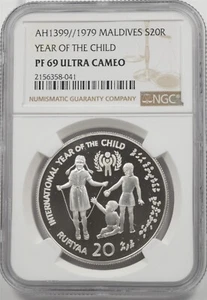 AH1399//1979 MALDIVES S20R
YEAR OF THE CHILD
PF 69 ULTRA CAMEO
2156358-041
NUMISMATIC GUARANTY COMPANY
NGC
INTERNATIONAL YEAR OF THE CHILD
RUFIYAA 20